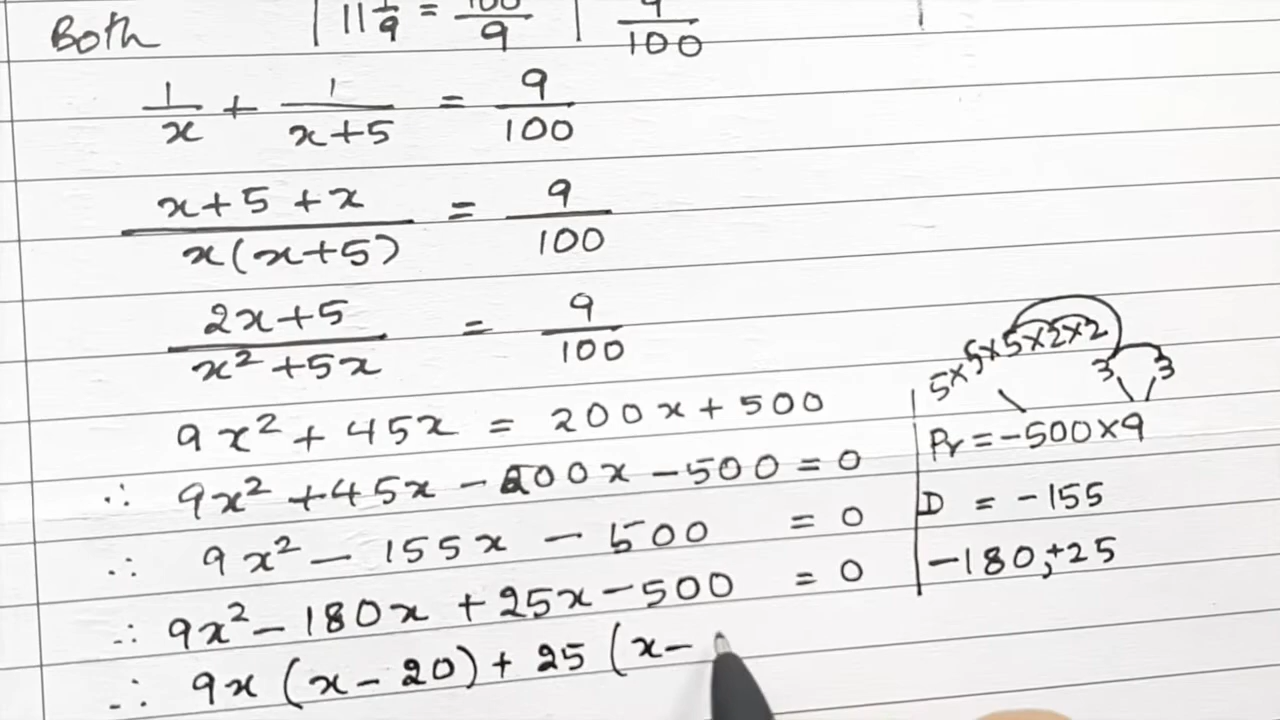 Both | 11 1/9 = 100/9 | 9/100
1/x + 1/(x+5) = 9/100
(x+5+x)/(x(x+5)) = 9/100
(2x+5)/(x²+5x) = 9/100
9x² + 45x = 200x + 500
∴ 9x² + 45x - 200x - 500 = 0
∴ 9x² - 155x - 500 = 0
∴ 9x² - 180x + 25x - 500 = 0
∴ 9x (x - 20) + 25 (x -
5×5×5×2×2 3 3
Pr = -500×9
D = -155
-180, +25